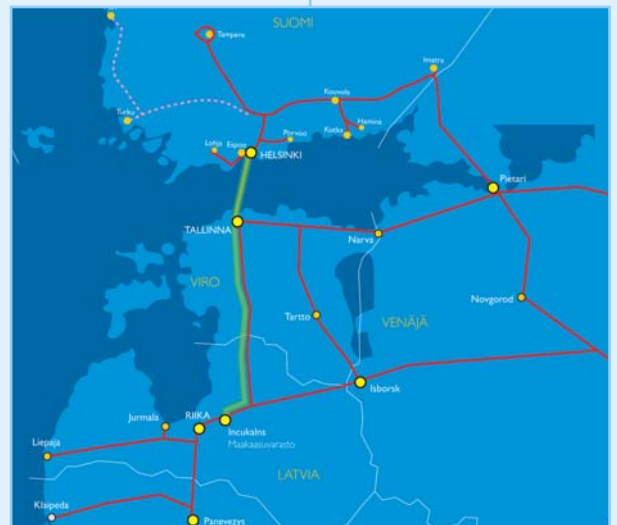 SUOMI
Tampere
Imatra
Kouvola
Turku
Hamina
Kotka
Porvoo
Lohja
Espoo
HELSINKI
Pietari
TALLINNA
Narva
VIRO
Novgorod
Tartto
VENÄJÄ
Isborsk
Jurmala
RIIKA
Incukalns
Maakaasuvarasto
Liepaja
LATVIA
Klaipeda
Panevezys